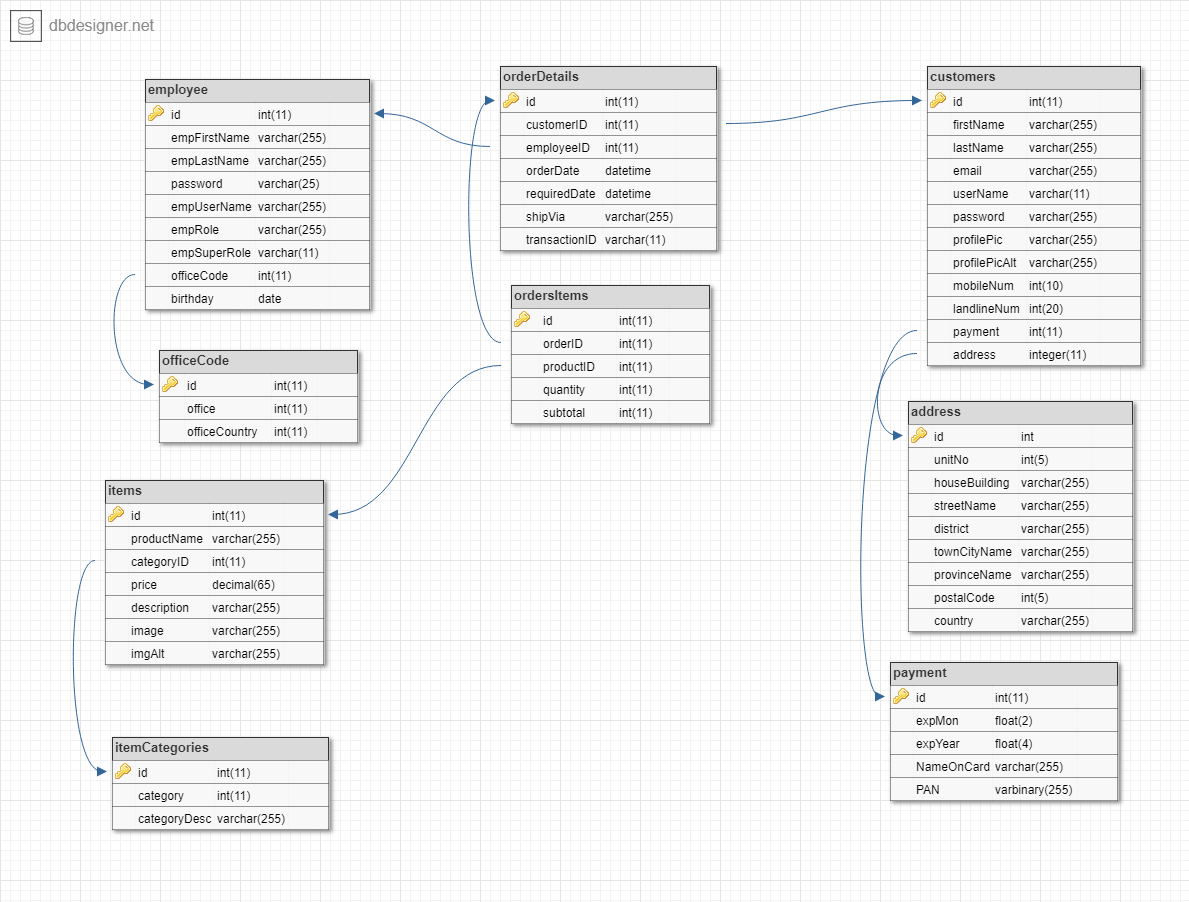 dbdesigner.net
employee
id int(11)
empFirstName varchar(255)
empLastName varchar(255)
password varchar(25)
empUserName varchar(255)
empRole varchar(255)
empSuperRole varchar(11)
officeCode int(11)
birthday date
officeCode
id int(11)
office int(11)
officeCountry int(11)
items
id int(11)
productName varchar(255)
categoryID int(11)
price decimal(65)
description varchar(255)
image varchar(255)
imgAlt varchar(255)
itemCategories
id int(11)
category int(11)
categoryDesc varchar(255)
orderDetails
id int(11)
customerID int(11)
employeeID int(11)
orderDate datetime
requiredDate datetime
shipVia varchar(255)
transactionID varchar(11)
ordersItems
id int(11)
orderID int(11)
productID int(11)
quantity int(11)
subtotal int(11)
customers
id int(11)
firstName varchar(255)
lastName varchar(255)
email varchar(255)
userName varchar(11)
password varchar(255)
profilePic varchar(255)
profilePicAlt varchar(255)
mobileNum int(10)
landlineNum int(20)
payment int(11)
address integer(11)
address
id int
unitNo int(5)
houseBuilding varchar(255)
streetName varchar(255)
district varchar(255)
townCityName varchar(255)
provinceName varchar(255)
postalCode int(5)
country varchar(255)
payment
id int(11)
expMon float(2)
expYear float(4)
NameOnCard varchar(255)
PAN varbinary(255)